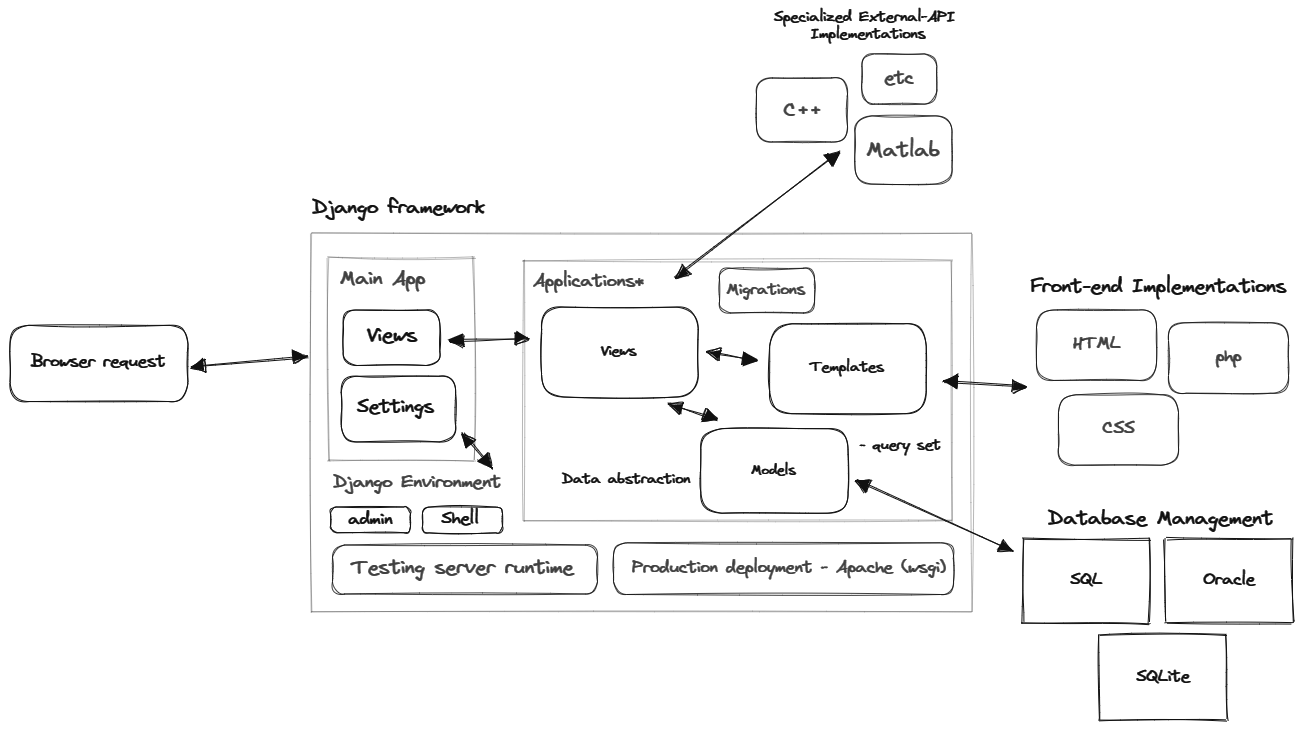 Specialized External-API
Implementations
etc
C++
Matlab
Django framework
Main App
Applications*
Migrations
Front-end Implementations
Views
Views
Templates
HTML
php
Browser request
Settings
CSS
- query set
Data abstraction
Models
Django Environment
admin
Shell
Database Management
Testing server runtime
Production deployment - Apache (wsgi)
SQL
Oracle
SQLite